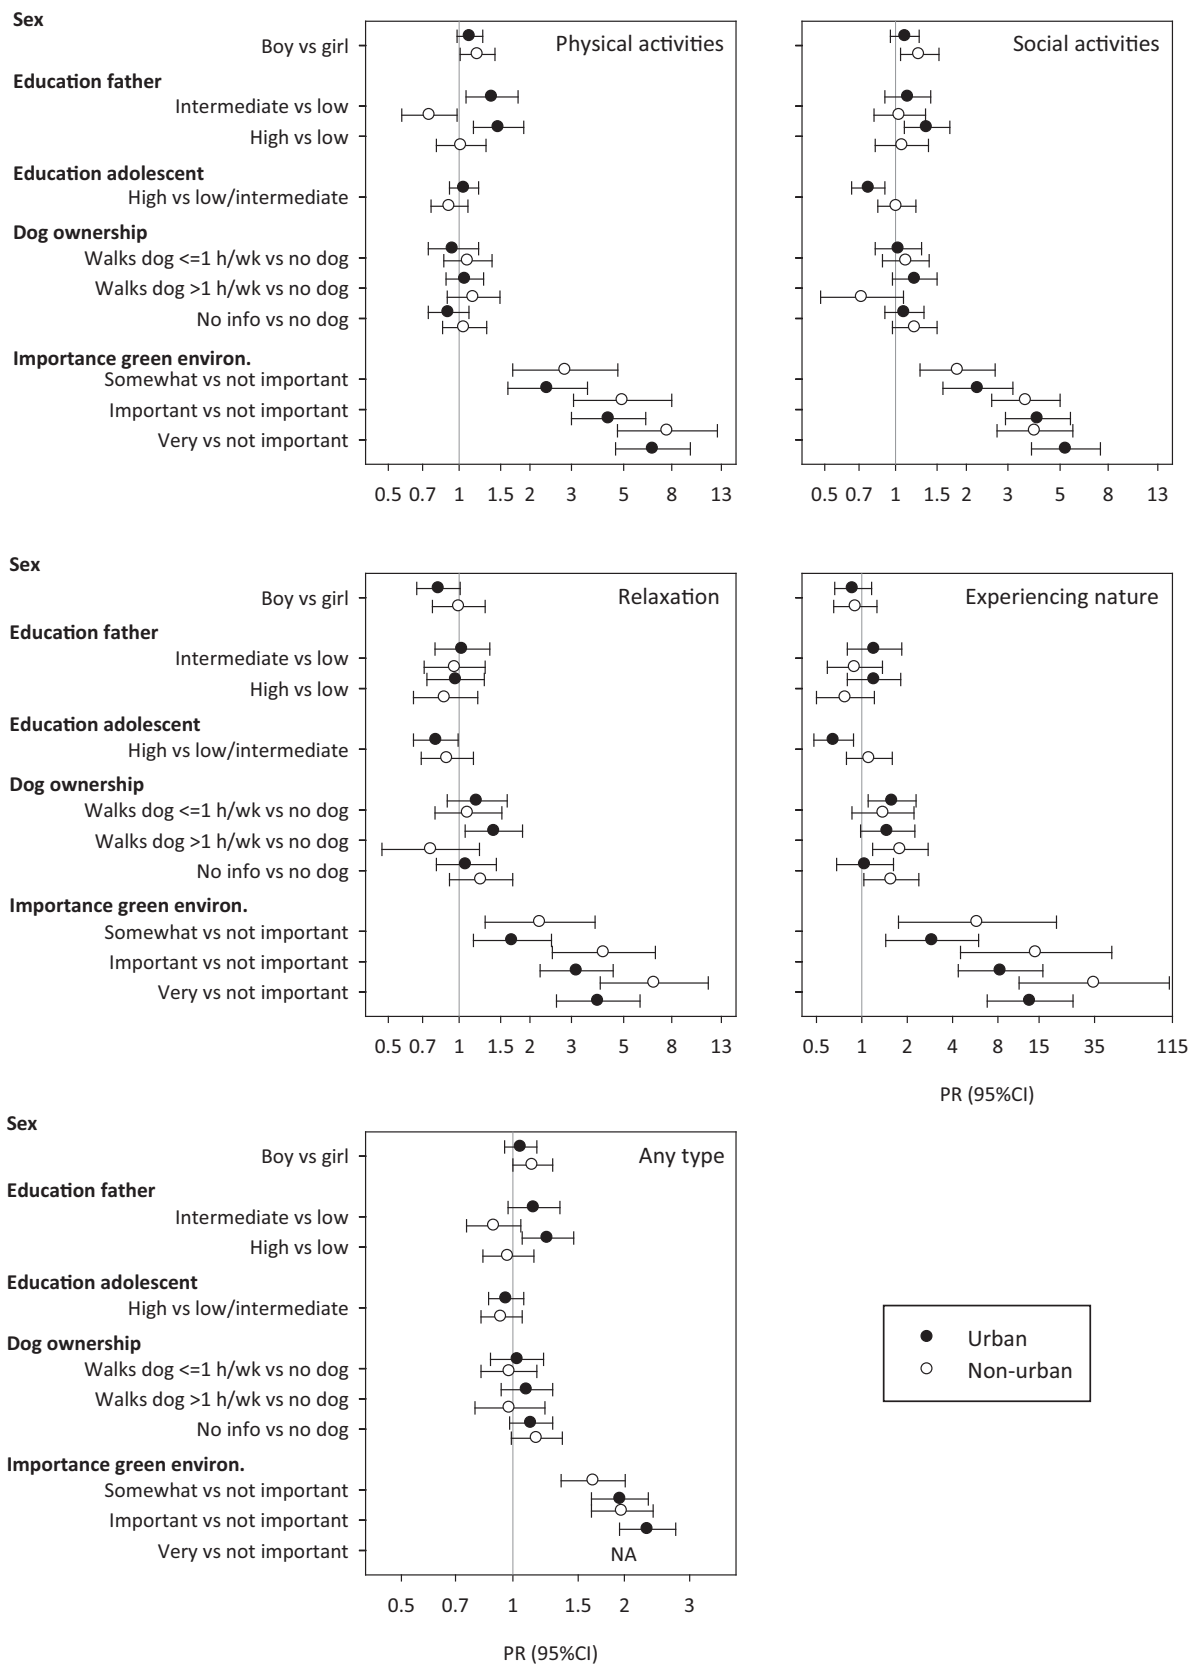 Sex
Boy vs girl
Education father
Intermediate vs low
High vs low
Education adolescent
High vs low/intermediate
Dog ownership
Walks dog <=1 h/wk vs no dog
Walks dog >1 h/wk vs no dog
No info vs no dog
Importance green environ.
Somewhat vs not important
Important vs not important
Very vs not important
Physical activities
0.5 0.7 1 1.5 2 3 5 8 13
Social activities
0.5 0.7 1 1.5 2 3 5 8 13
Sex
Boy vs girl
Education father
Intermediate vs low
High vs low
Education adolescent
High vs low/intermediate
Dog ownership
Walks dog <=1 h/wk vs no dog
Walks dog >1 h/wk vs no dog
No info vs no dog
Importance green environ.
Somewhat vs not important
Important vs not important
Very vs not important
Relaxation
0.5 0.7 1 1.5 2 3 5 8 13
Experiencing nature
0.5 1 2 4 8 15 35 115
PR (95%CI)
Sex
Boy vs girl
Education father
Intermediate vs low
High vs low
Education adolescent
High vs low/intermediate
Dog ownership
Walks dog <=1 h/wk vs no dog
Walks dog >1 h/wk vs no dog
No info vs no dog
Importance green environ.
Somewhat vs not important
Important vs not important
Very vs not important
Any type
NA
0.5 0.7 1 1.5 2 3
PR (95%CI)
Urban
Non-urban